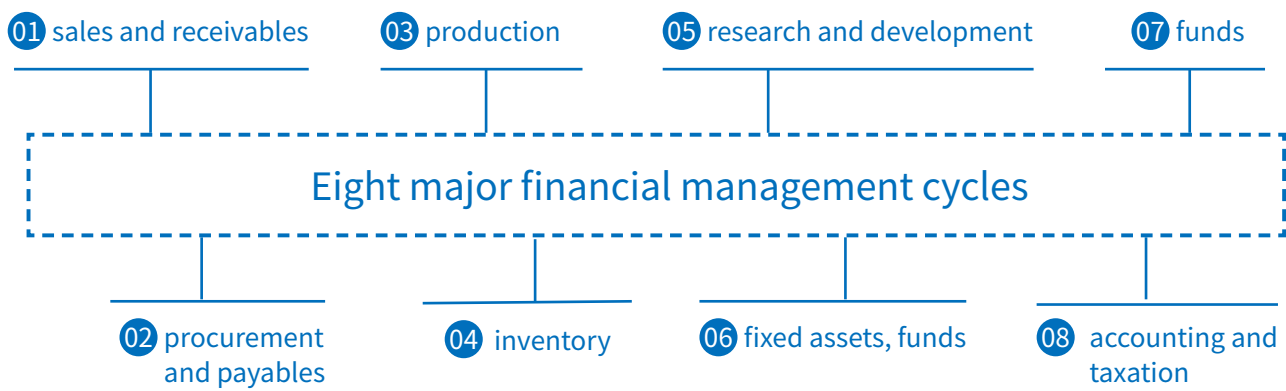 01 sales and receivables
03 production
05 research and development
07 funds
Eight major financial management cycles
02 procurement
and payables
04 inventory
06 fixed assets, funds
08 accounting and
taxation